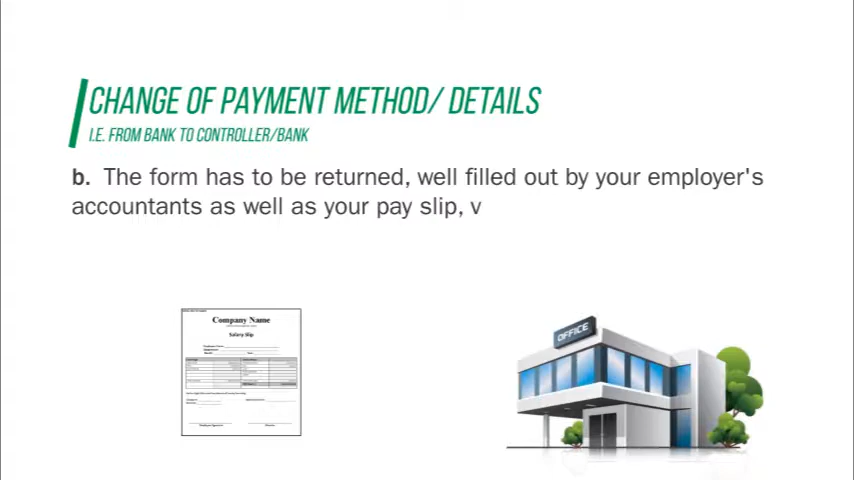 CHANGE OF PAYMENT METHOD/ DETAILS
I.E. FROM BANK TO CONTROLLER/BANK
b. The form has to be returned, well filled out by your employer's
accountants as well as your pay slip, v
Company Name
Salary Slip
OFFICE